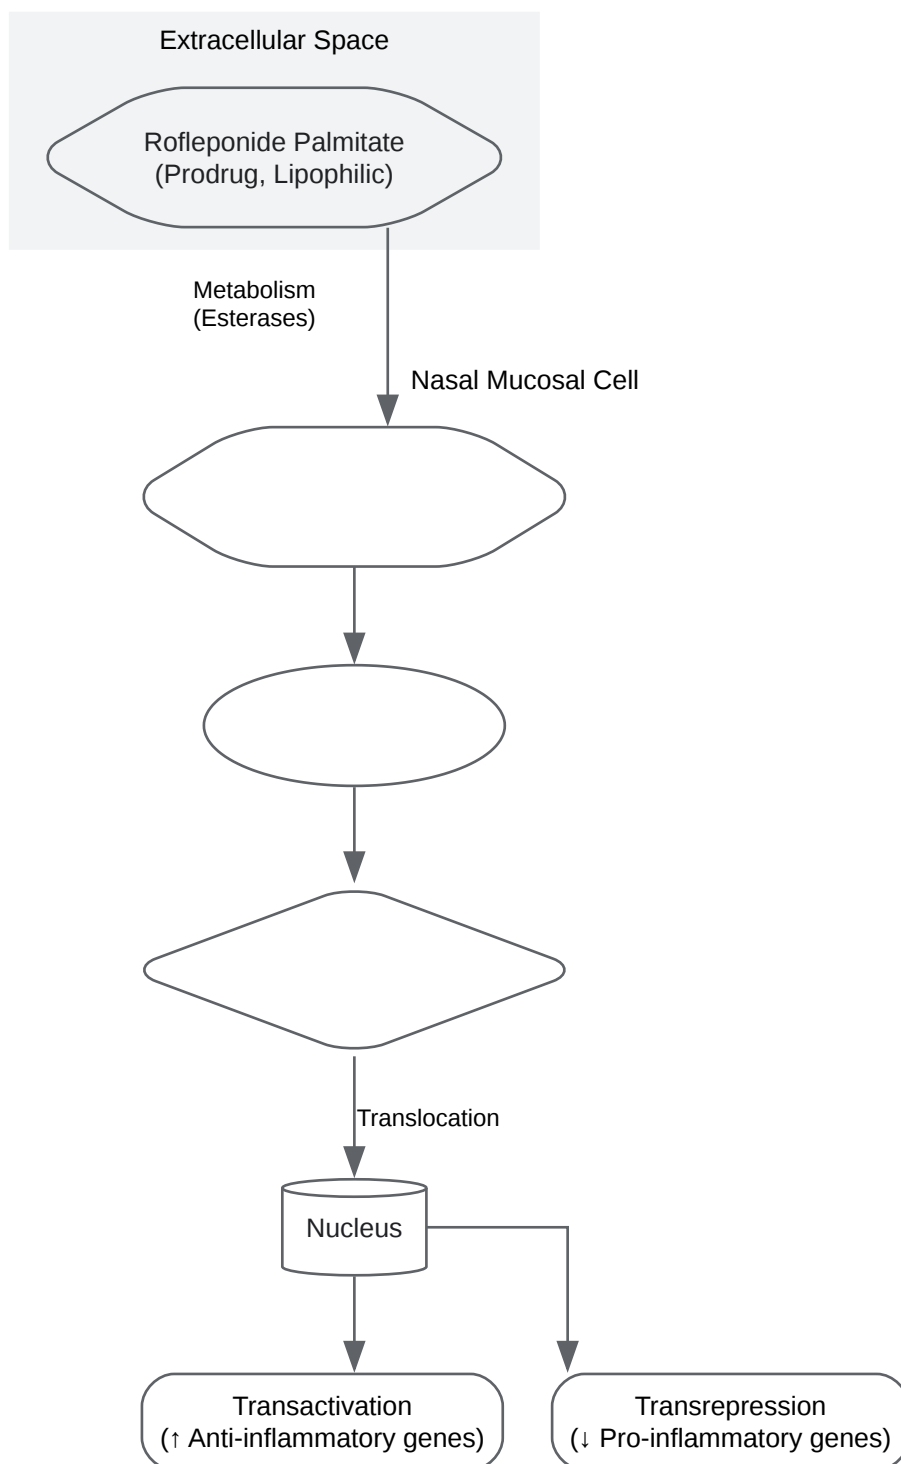 Extracellular Space
Rofleponide Palmitate
(Prodrug, Lipophilic)
Metabolism
(Esterases)
Nasal Mucosal Cell
Translocation
Nucleus
Transactivation
(↑ Anti-inflammatory genes)
Transrepression
(↓ Pro-inflammatory genes)